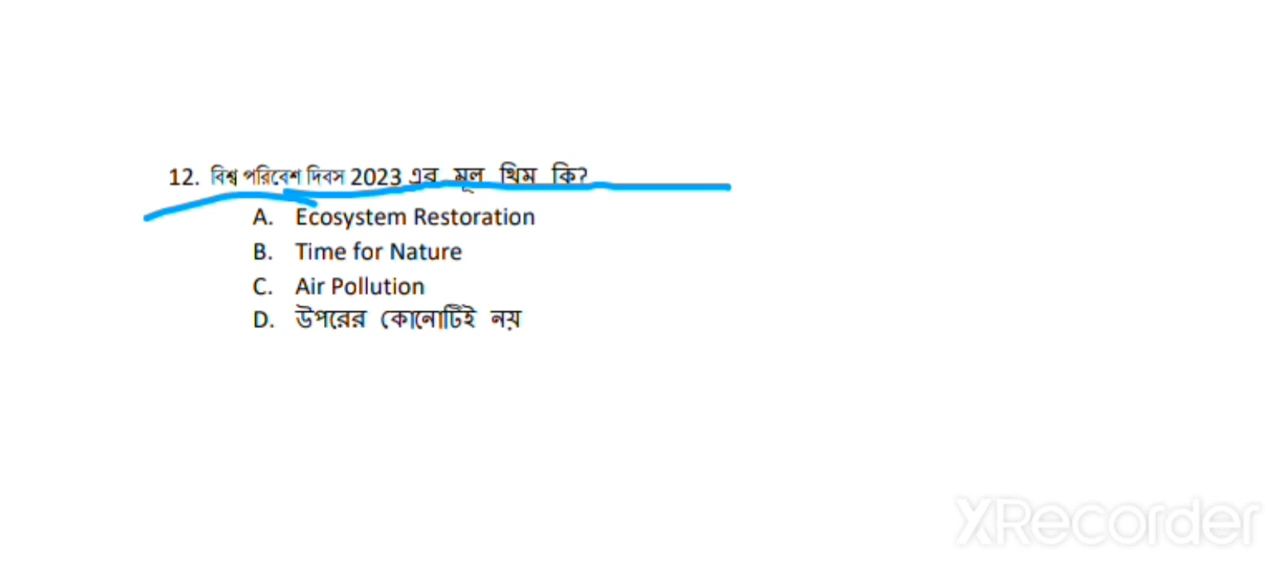 12. বিশ্ব পরিবেশ দিবস 2023 এর মূল থিম কি?
A. Ecosystem Restoration
B. Time for Nature
C. Air Pollution
D. উপরের কোনোটিই নয়
XRecorder